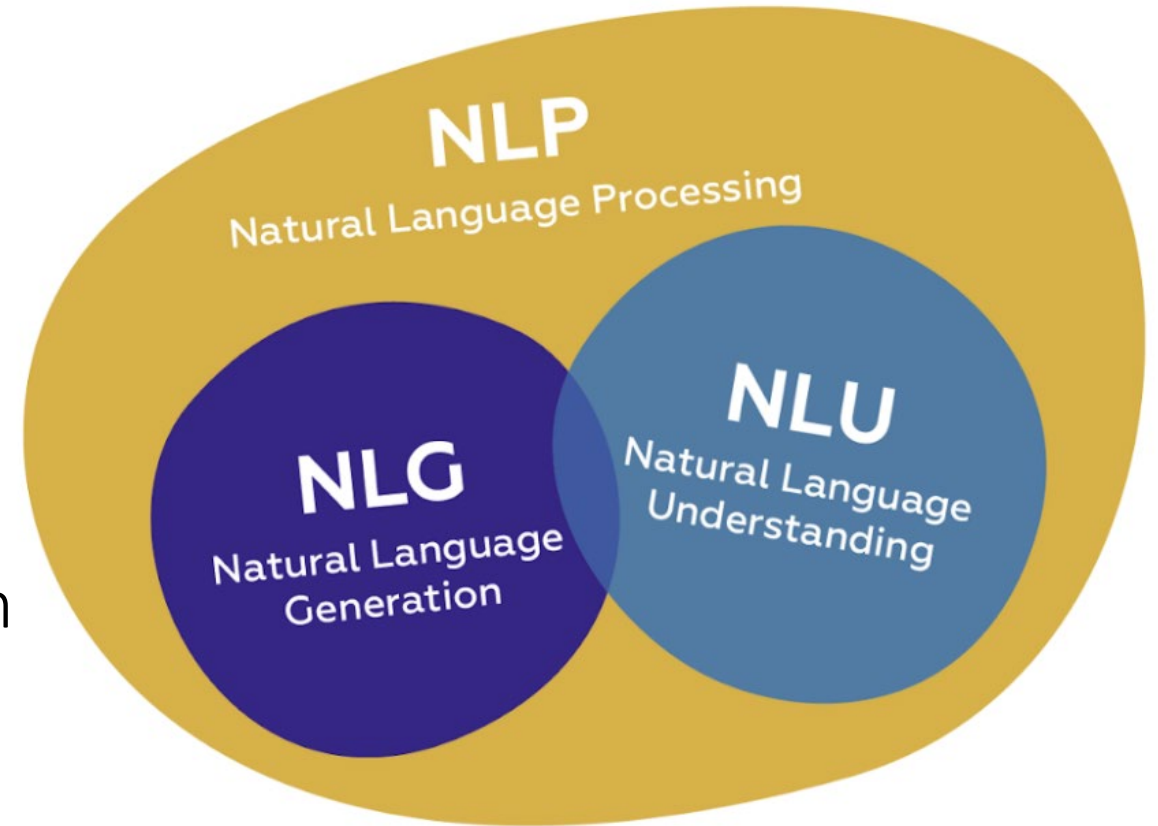 NLP
Natural Language Processing
NLU
Natural Language
Understanding
NLG
Natural Language
Generation
n